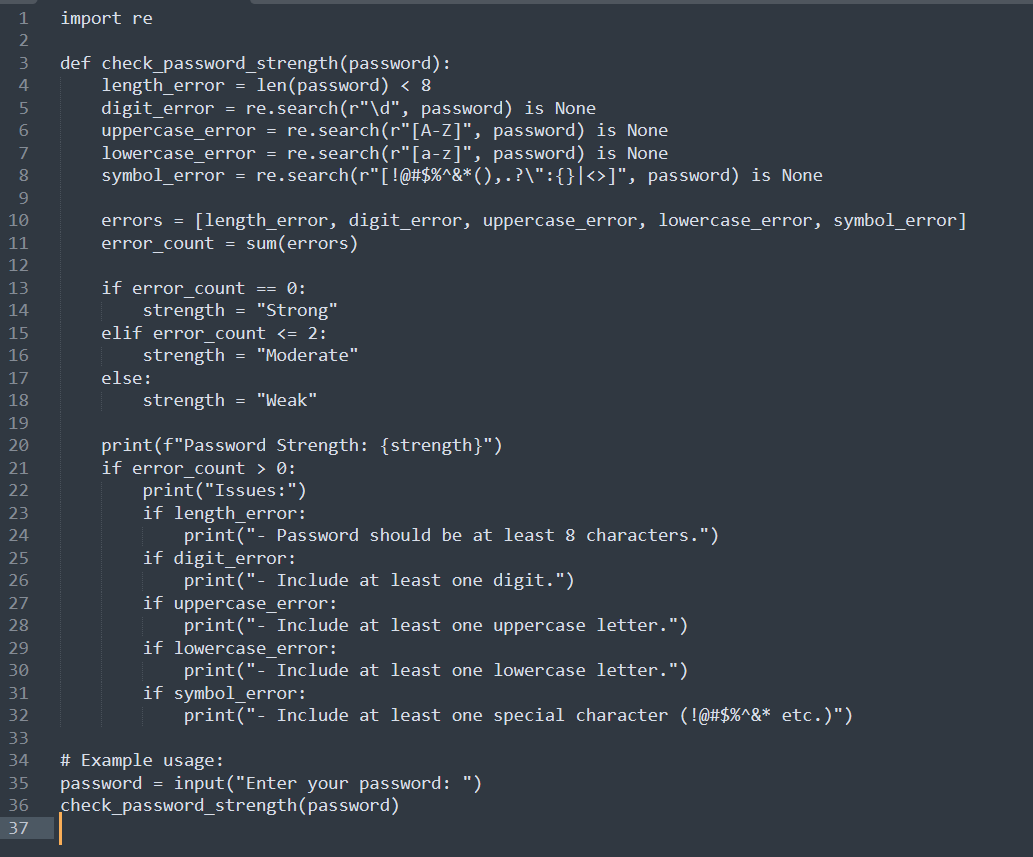 1 import re
2
3 def check_password_strength(password):
4     length_error = len(password) < 8
5     digit_error = re.search(r"\d", password) is None
6     uppercase_error = re.search(r"[A-Z]", password) is None
7     lowercase_error = re.search(r"[a-z]", password) is None
8     symbol_error = re.search(r"[!@#$%^&*(),.?\":{}|<>]", password) is None
9
10     errors = [length_error, digit_error, uppercase_error, lowercase_error, symbol_error]
11     error_count = sum(errors)
12
13     if error_count == 0:
14         strength = "Strong"
15     elif error_count <= 2:
16         strength = "Moderate"
17     else:
18         strength = "Weak"
19
20     print(f"Password Strength: {strength}")
21     if error_count > 0:
22         print("Issues:")
23         if length_error:
24             print("- Password should be at least 8 characters.")
25         if digit_error:
26             print("- Include at least one digit.")
27         if uppercase_error:
28             print("- Include at least one uppercase letter.")
29         if lowercase_error:
30             print("- Include at least one lowercase letter.")
31         if symbol_error:
32             print("- Include at least one special character (!@#$%^&* etc.)")
33
34 # Example usage:
35 password = input("Enter your password: ")
36 check_password_strength(password)
37